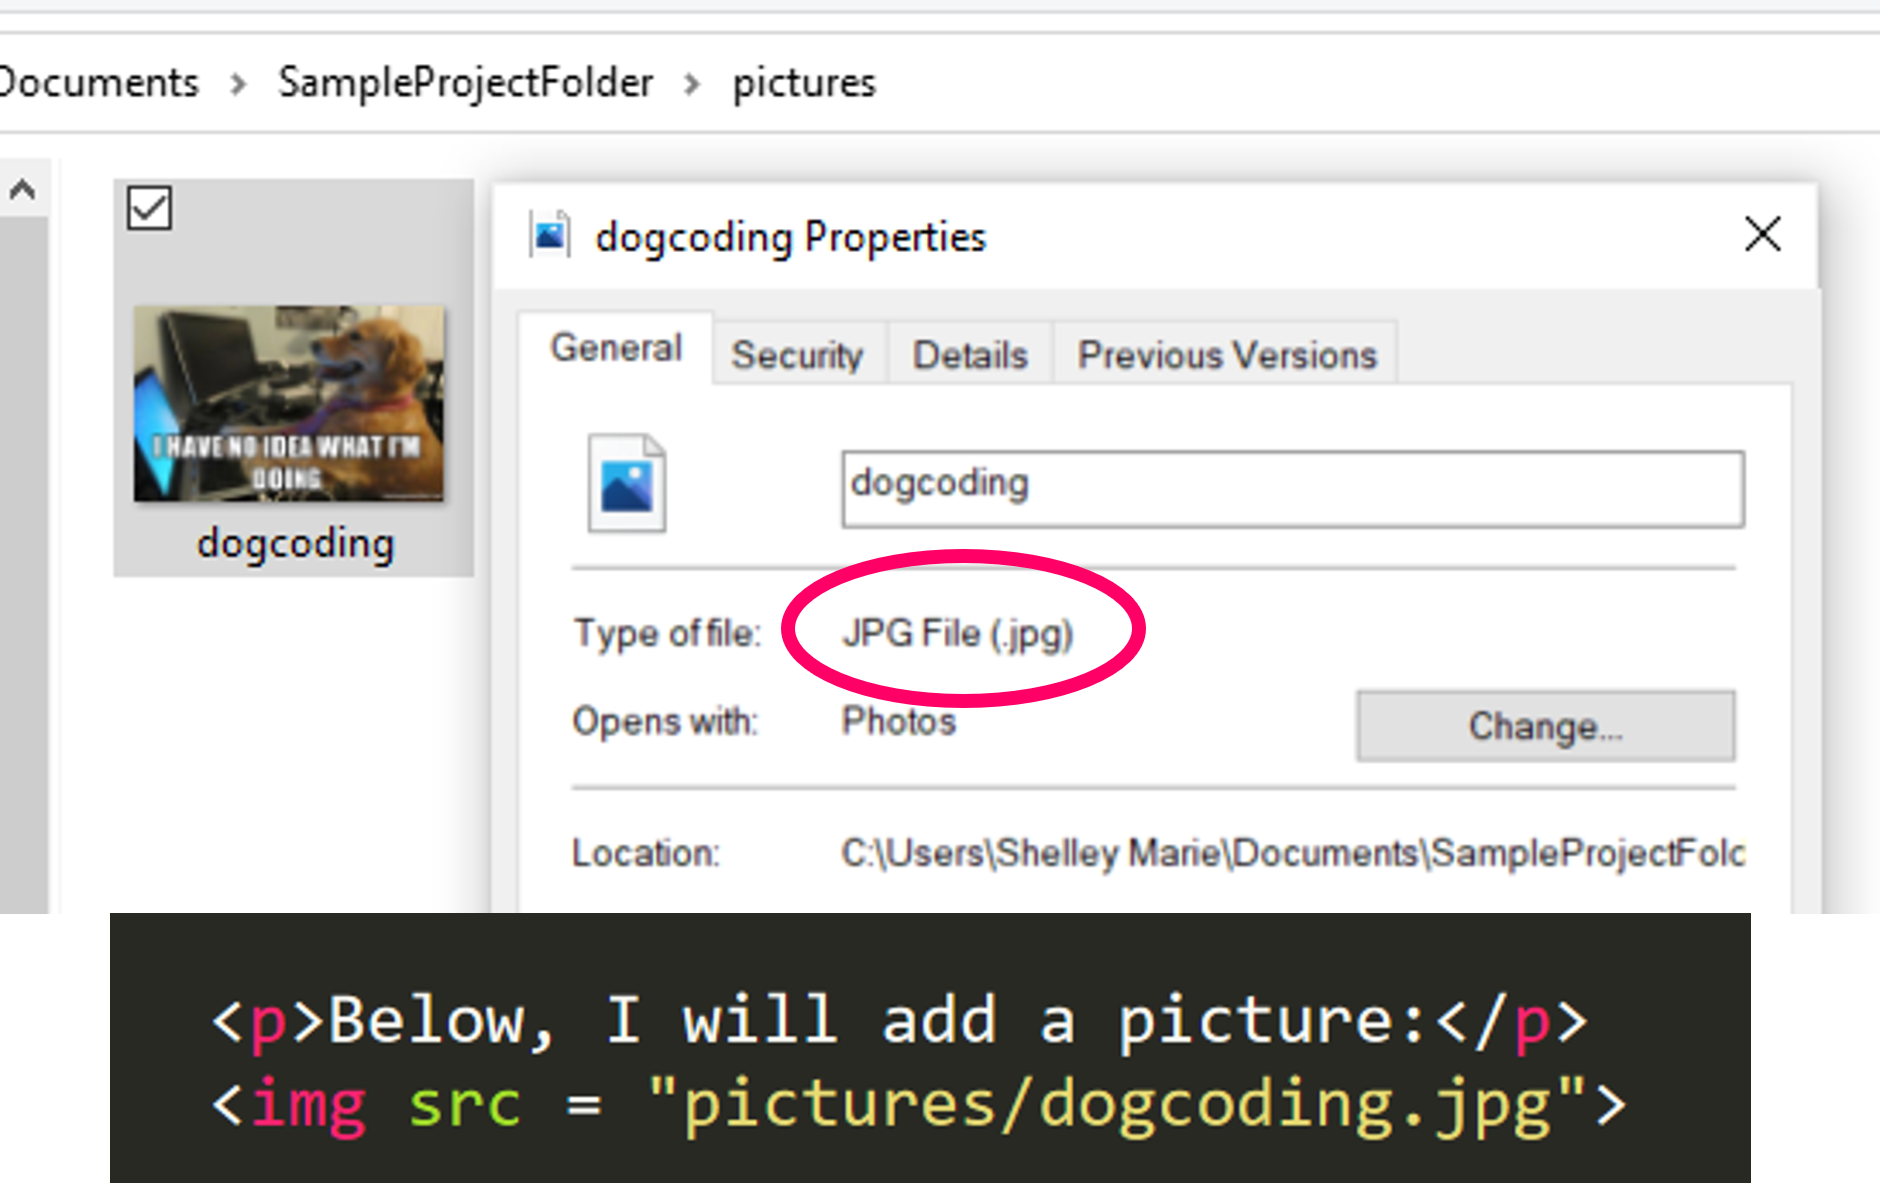 Documents > SampleProjectFolder > pictures
dogcoding Properties
General Security Details Previous Versions
I HAVE NO IDEA WHAT I'M
DOING
dogcoding
dogcoding
Type of file: JPG File (.jpg)
Opens with: Photos Change...
Location: C:\Users\Shelley Marie\Documents\SampleProjectFolc
<p>Below, I will add a picture:</p>
<img src = "pictures/dogcoding.jpg">